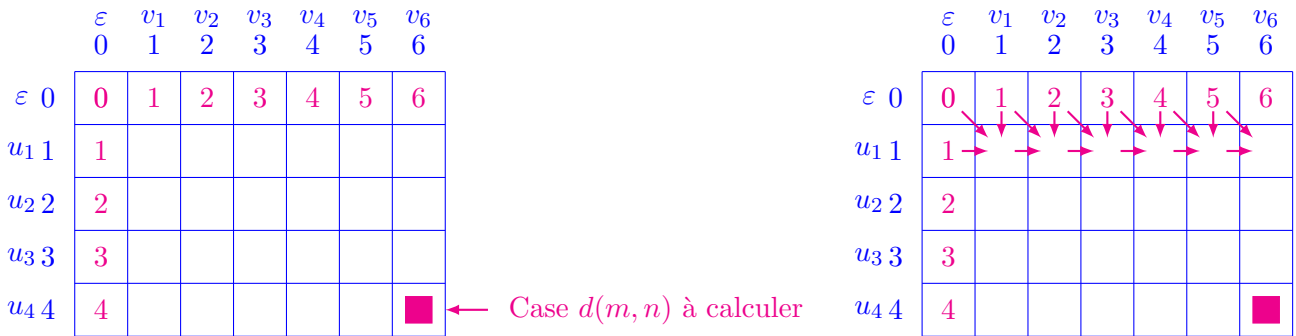 ε v₁ v₂ v₃ v₄ v₅ v₆
0 1 2 3 4 5 6
ε 0 0 1 2 3 4 5 6
u₁ 1 1
u₂ 2 2
u₃ 3 3
u₄ 4 4
Case d(m, n) à calculer
ε v₁ v₂ v₃ v₄ v₅ v₆
0 1 2 3 4 5 6
ε 0 0 1 2 3 4 5 6
u₁ 1 1
u₂ 2 2
u₃ 3 3
u₄ 4 4